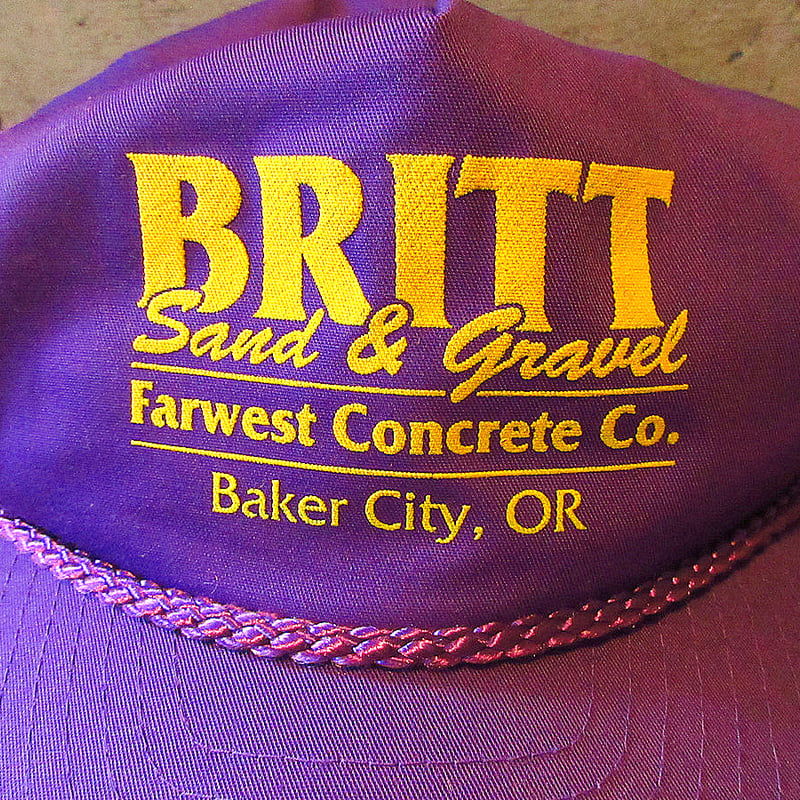 BRITT
Sand & Gravel
Farwest Concrete Co.
Baker City, OR